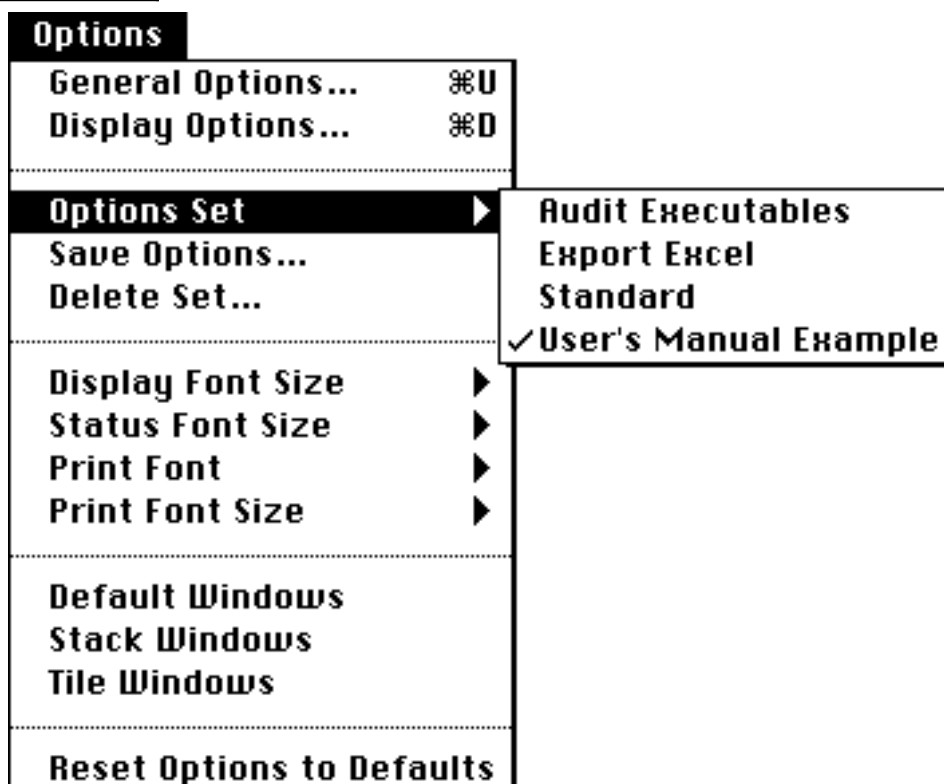 Options
General Options... ⌘U
Display Options... ⌘D
Options Set
Save Options...
Delete Set...
Display Font Size
Status Font Size
Print Font
Print Font Size
Default Windows
Stack Windows
Tile Windows
Reset Options to Defaults
Audit Executables
Export Excel
Standard
✓User's Manual Example